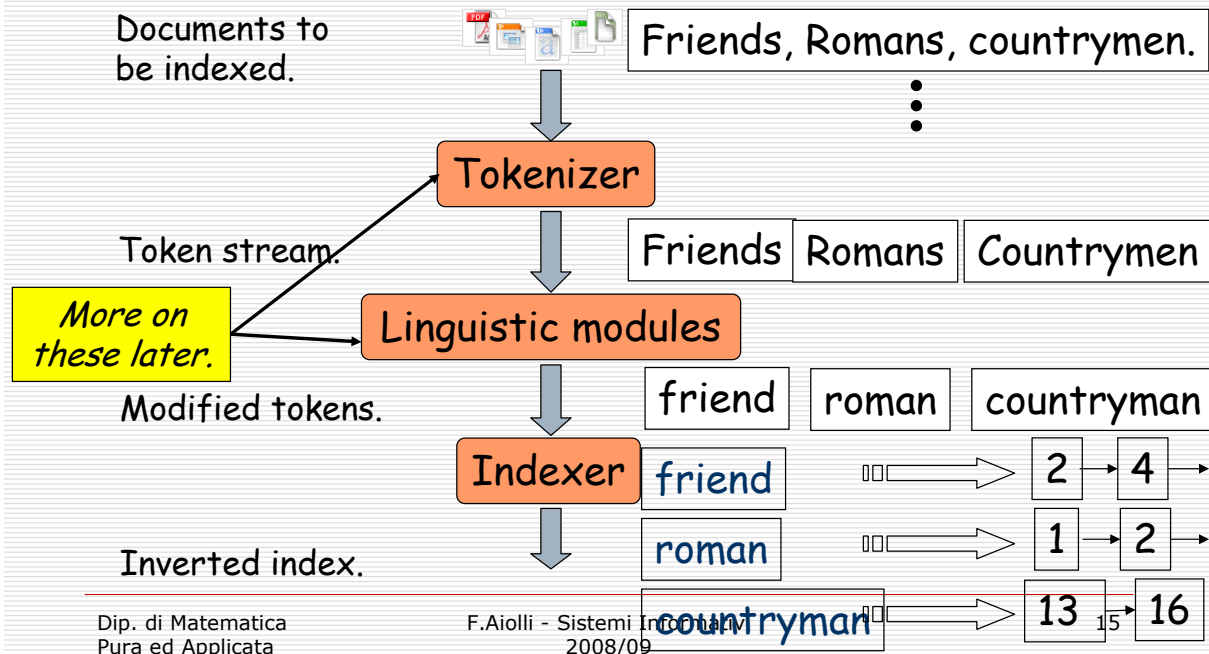 Documents to
be indexed.
Friends, Romans, countrymen.
Tokenizer
Token stream.
Friends Romans Countrymen
More on
these later.
Linguistic modules
Modified tokens.
friend roman countryman
Indexer
friend 2 4
roman 1 2
Inverted index.
countryman 13 16
Dip. di Matematica
Pura ed Applicata
F.Aiolli - Sistemi
2008/09
15